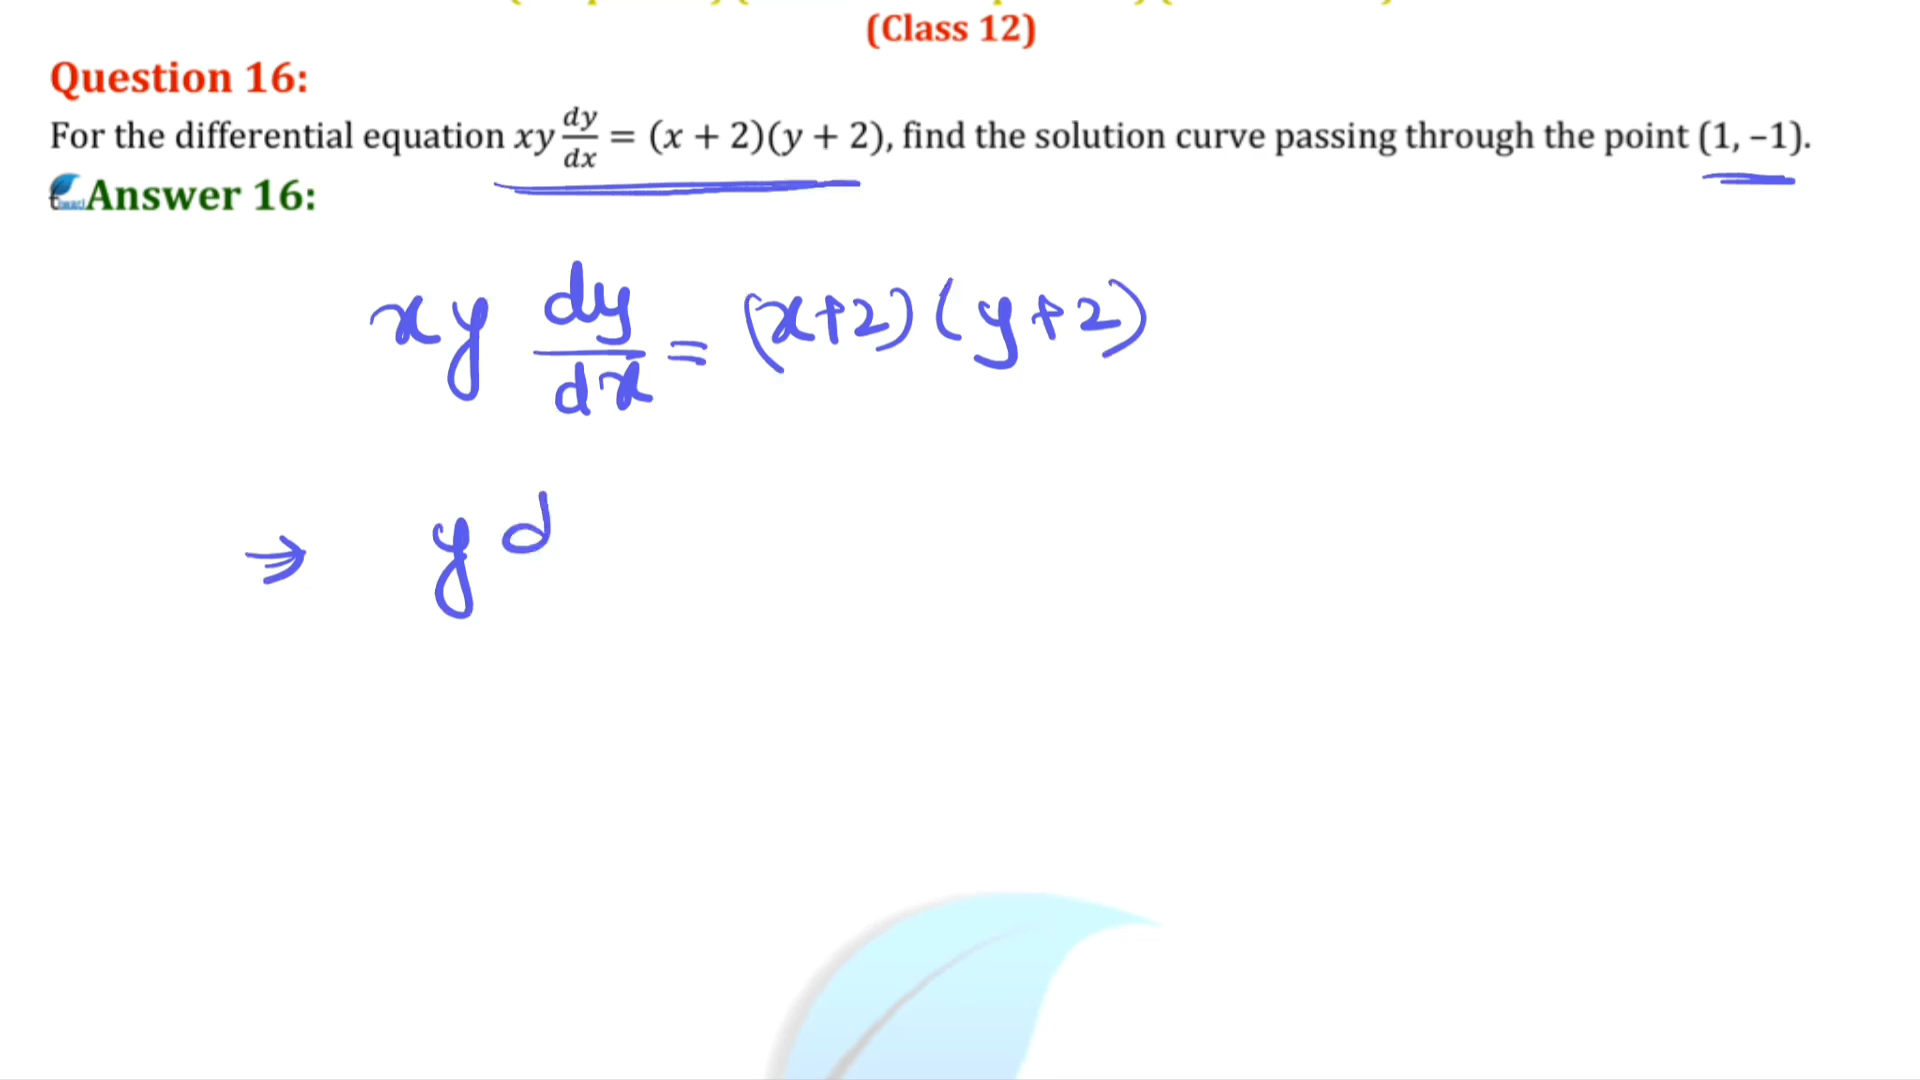 (Class 12)
Question 16:
For the differential equation xy dy/dx = (x + 2)(y + 2), find the solution curve passing through the point (1, –1).
Answer 16:
xy dy/dx = (x+2)(y+2)
⇒ y d